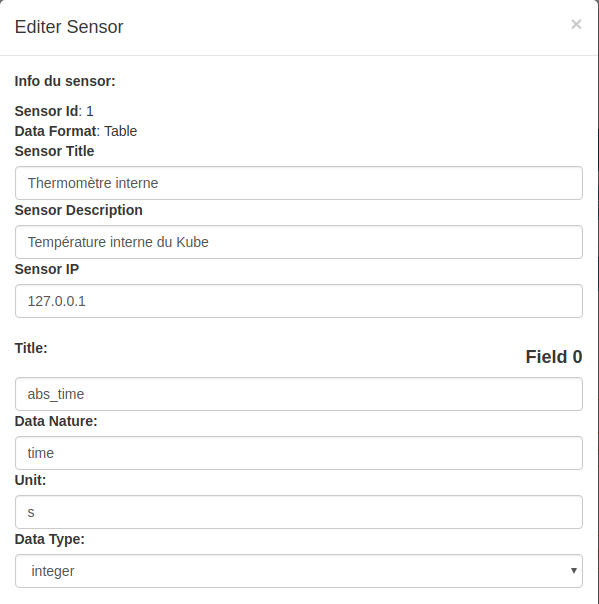 Editer Sensor ×
Info du sensor:
Sensor Id: 1
Data Format: Table
Sensor Title
Thermomètre interne
Sensor Description
Température interne du Kube
Sensor IP
127.0.0.1
Title:
Field 0
abs_time
Data Nature:
time
Unit:
s
Data Type:
integer